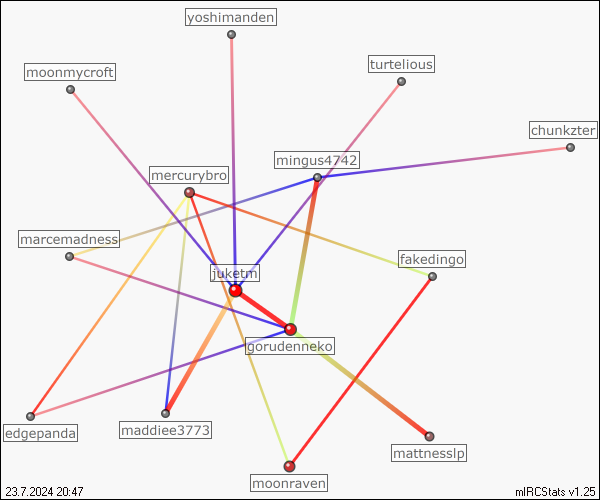 yoshimanden
turtelious
moonmycroft
chunkzter
mingus4742
mercurybro
marcemadness
fakedingo
juketm
gorudenneko
maddiee3773
edgepanda
mattnesslp
moonraven
23.7.2024 20:47
mIRCStats v1.25